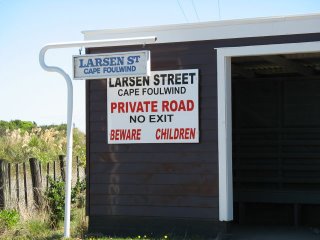 LARSEN ST
CAPE FOULWIND
LARSEN STREET
CAPE FOULWIND
PRIVATE ROAD
NO EXIT
BEWARE CHILDREN